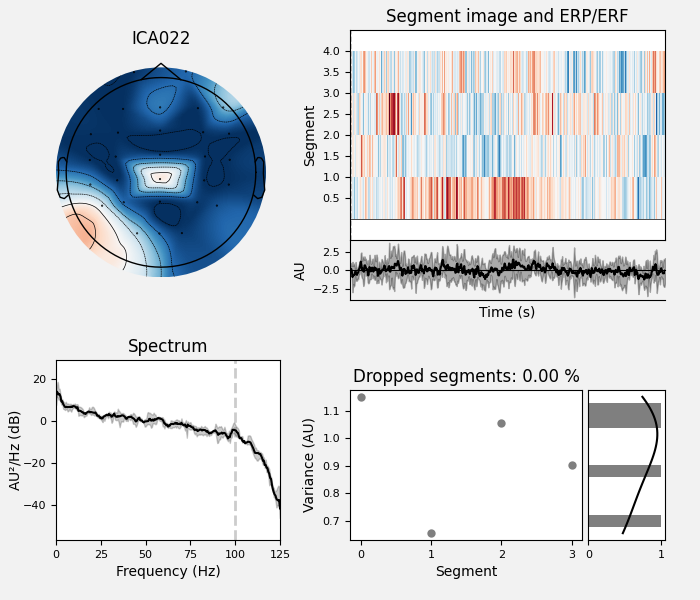 ICA022
Segment image and ERP/ERF
Segment
4.0
3.5
3.0
2.5
2.0
1.5
1.0
0.5
AU
2.5
0.0
−2.5
Time (s)
Spectrum
AU²/Hz (dB)
20
0
−20
−40
0 25 50 75 100 125
Frequency (Hz)
Dropped segments: 0.00 %
Variance (AU)
1.1
1.0
0.9
0.8
0.7
0 1 2 3
Segment
0 1